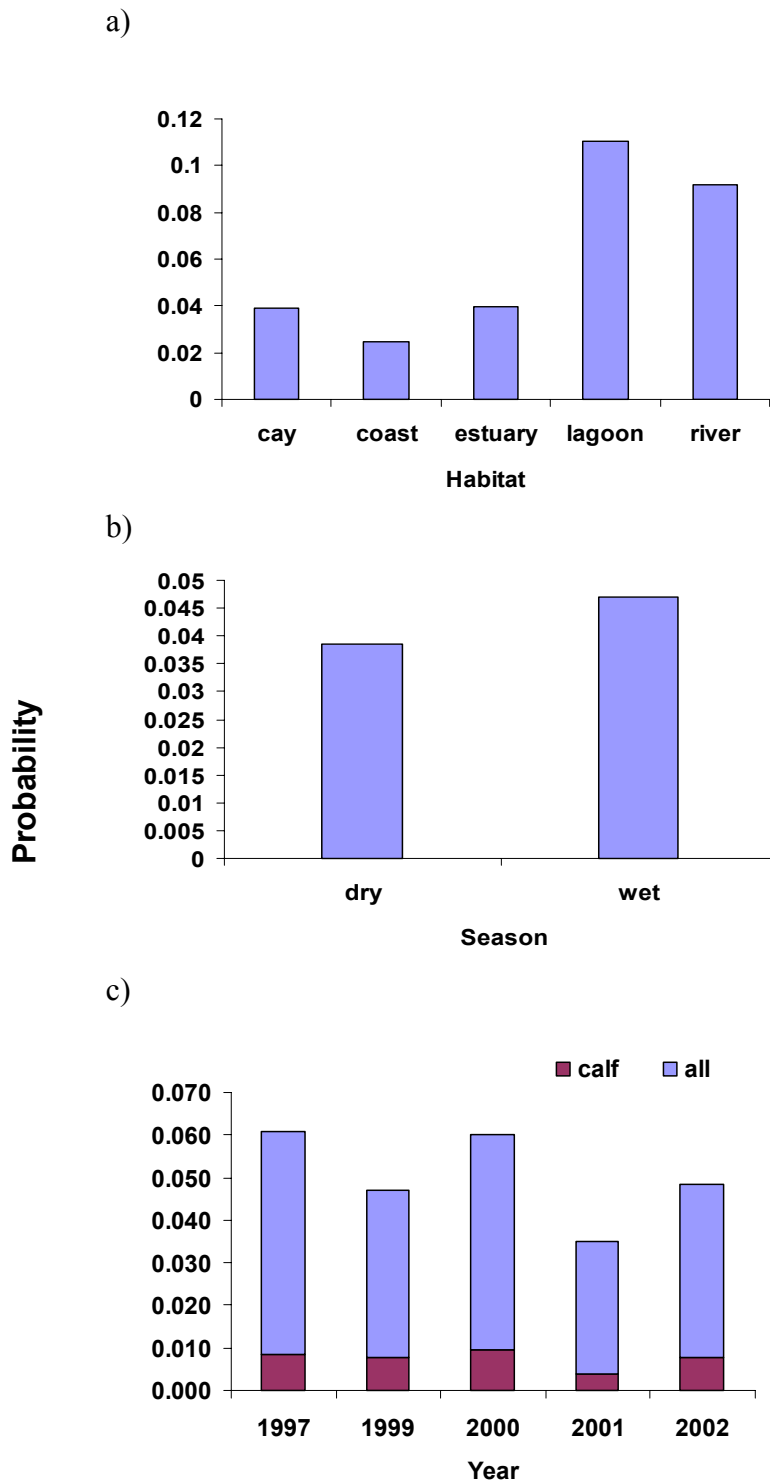 a)
0.12
0.1
0.08
0.06
0.04
0.02
0
cay coast estuary lagoon river
Habitat
b)
Probability
0.05
0.045
0.04
0.035
0.03
0.025
0.02
0.015
0.01
0.005
0
dry wet
Season
c)
calf all
0.070
0.060
0.050
0.040
0.030
0.020
0.010
0.000
1997 1999 2000 2001 2002
Year